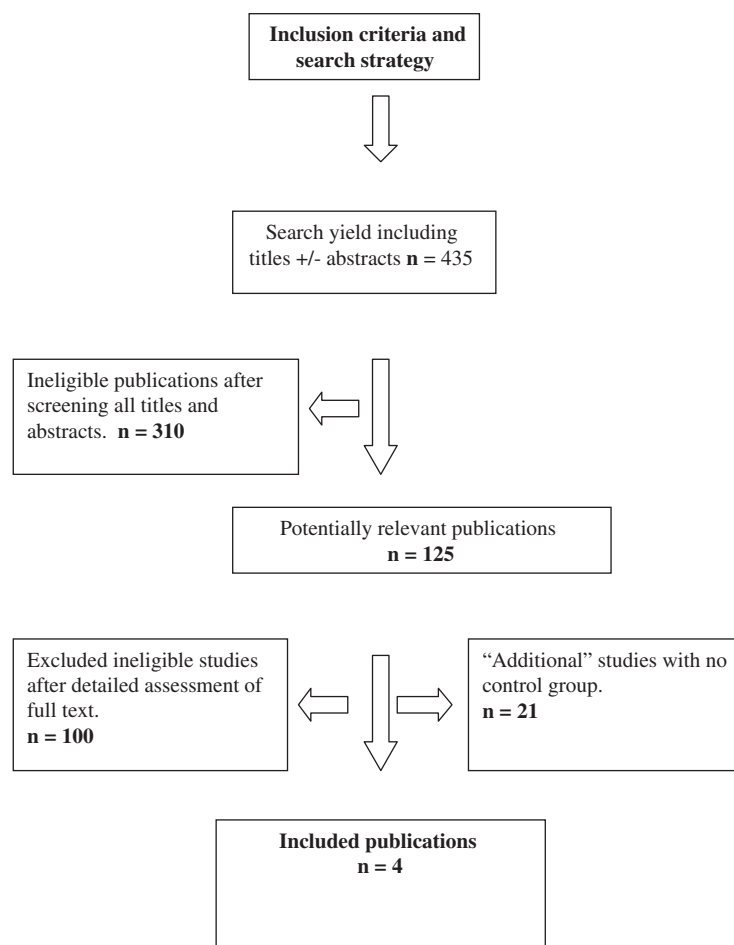 Inclusion criteria and
search strategy
Search yield including
titles +/- abstracts n = 435
Ineligible publications after
screening all titles and
abstracts. n = 310
Potentially relevant publications
n = 125
Excluded ineligible studies
after detailed assessment of
full text.
n = 100
“Additional” studies with no
control group.
n = 21
Included publications
n = 4